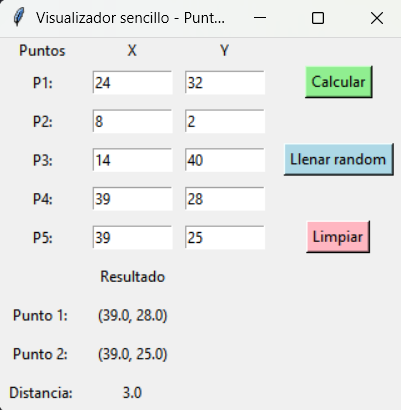 Visualizador sencillo - Punt...
Puntos X Y
P1: 24 32 Calcular
P2: 8 2
P3: 14 40 Llenar random
P4: 39 28
P5: 39 25 Limpiar
Resultado
Punto 1: (39.0, 28.0)
Punto 2: (39.0, 25.0)
Distancia: 3.0